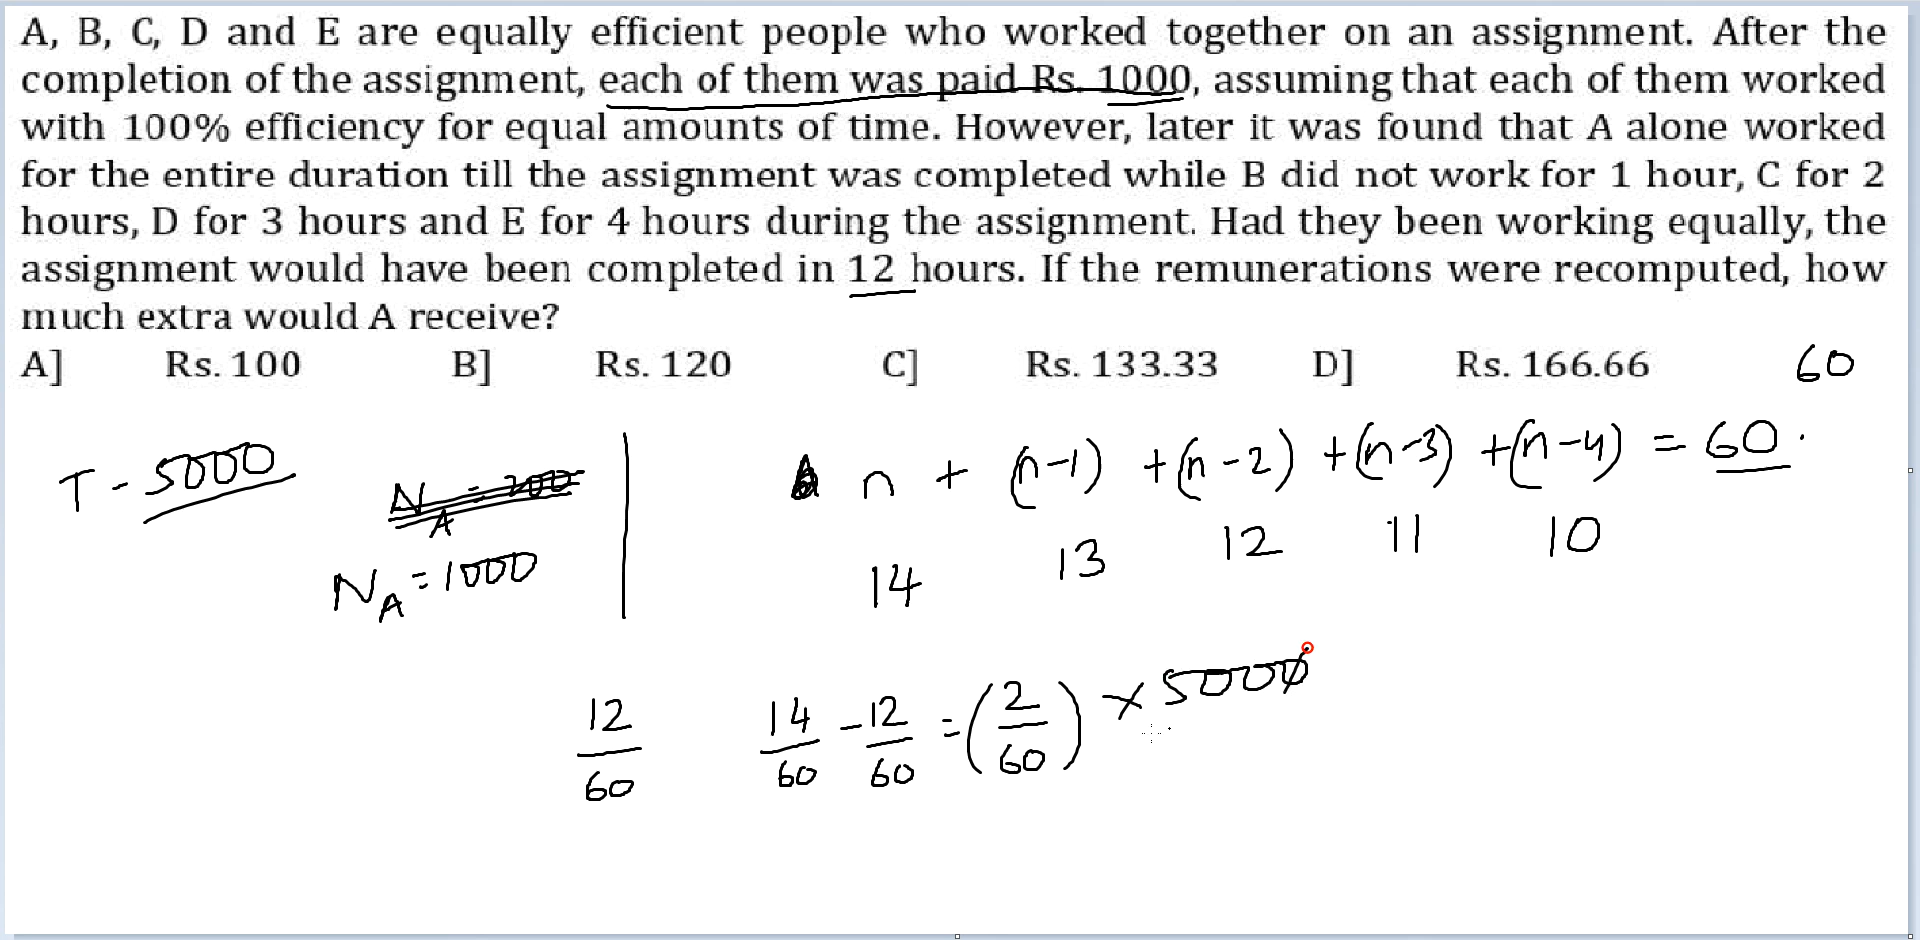 A, B, C, D and E are equally efficient people who worked together on an assignment. After the
completion of the assignment, each of them was paid Rs. 1000, assuming that each of them worked
with 100% efficiency for equal amounts of time. However, later it was found that A alone worked
for the entire duration till the assignment was completed while B did not work for 1 hour, C for 2
hours, D for 3 hours and E for 4 hours during the assignment. Had they been working equally, the
assignment would have been completed in 12 hours. If the remunerations were recomputed, how
much extra would A receive?
A] Rs. 100 B] Rs. 120 C] Rs. 133.33 D] Rs. 166.66 60
T - 5000 N_A = 200 n + (n-1) + (n-2) + (n-3) + (n-4) = 60.
N_A = 1000 14 13 12 11 10
12/60 14/60 - 12/60 = (2/60) × 5000